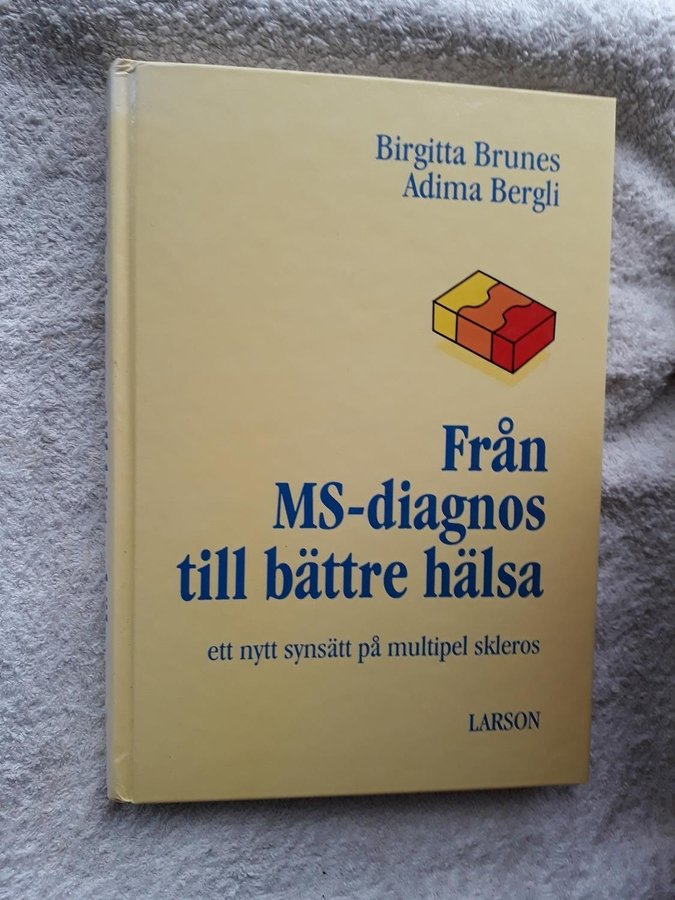 Birgitta Brunes
Adima Bergli
Från
MS-diagnos
till bättre hälsa
ett nytt synsätt på multipel skleros
LARSON